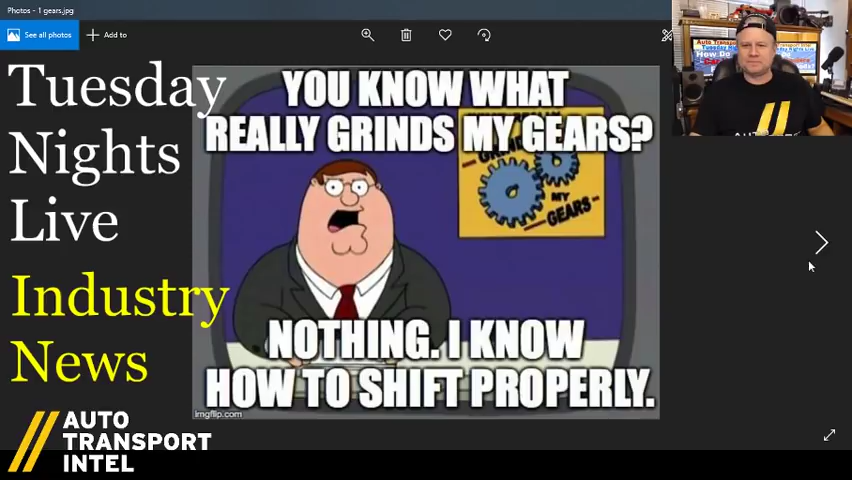 Photos - 1 gears.jpg
See all photos
Add to
Tuesday
Nights
Live
Industry
News
AUTO
TRANSPORT
INTEL
YOU KNOW WHAT
REALLY GRINDS MY GEARS?
MY
GEARS
NOTHING. I KNOW
HOW TO SHIFT PROPERLY.
imgflip.com